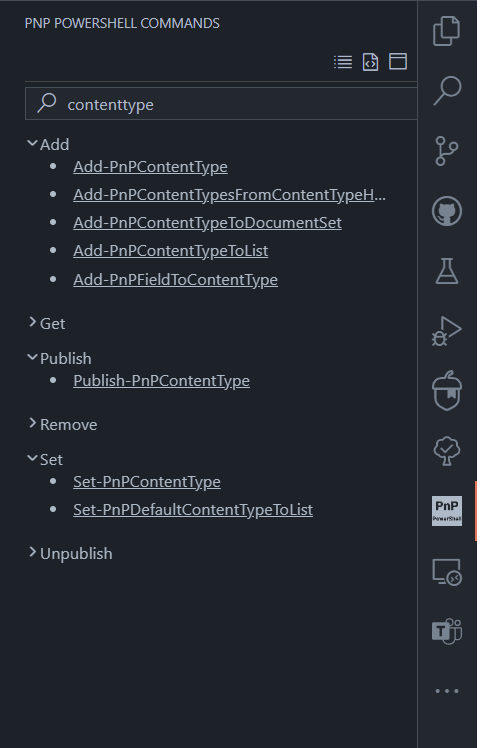 PNP POWERSHELL COMMANDS
contenttype
Add
Add-PnPContentType
Add-PnPContentTypesFromContentTypeH...
Add-PnPContentTypeToDocumentSet
Add-PnPContentTypeToList
Add-PnPFieldToContentType
Get
Publish
Publish-PnPContentType
Remove
Set
Set-PnPContentType
Set-PnPDefaultContentTypeToList
Unpublish
PnP
PowerShell
T